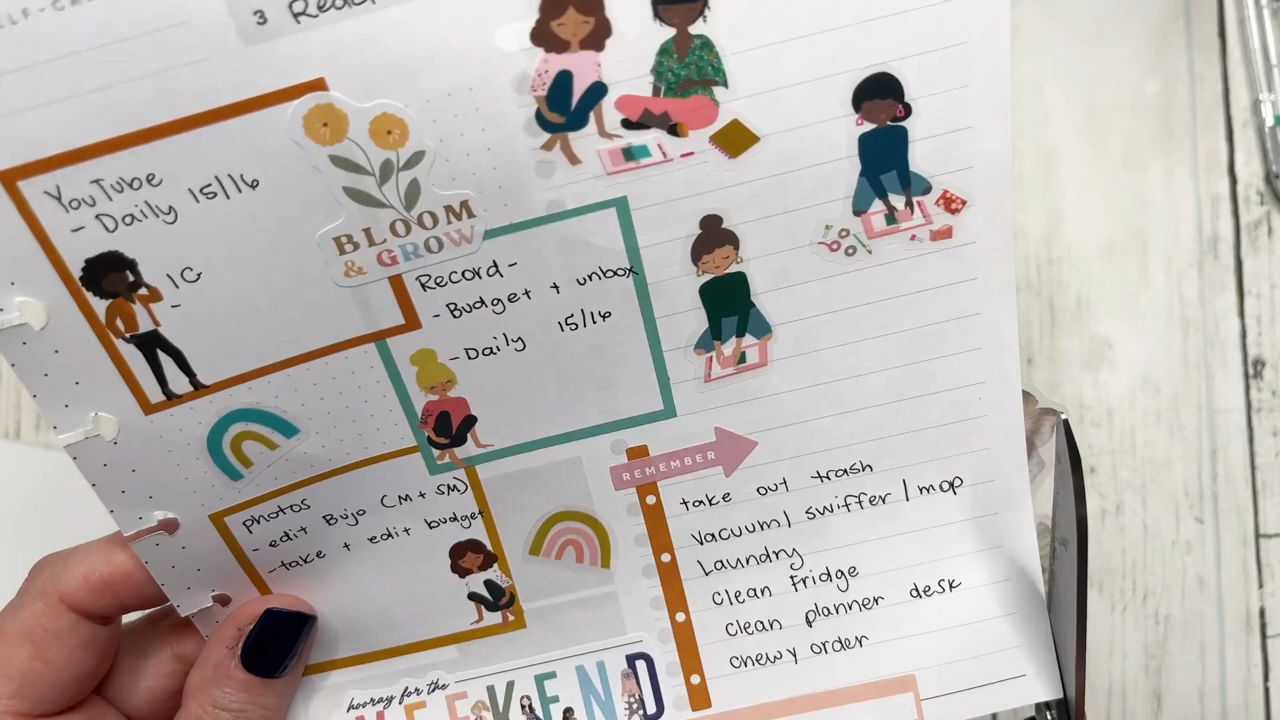 3
YouTube
- Daily 15/16
IG
-
BLOOM
& GROW
Record-
- Budget + unbox
- Daily 15/16
photos
- edit Bujo (M + SM)
- take + edit budget
REMEMBER
take out trash
vacuum/ swiffer / mop
Laundry
clean Fridge
clean planner desk
chewy order
hooray for the
WEEKEND